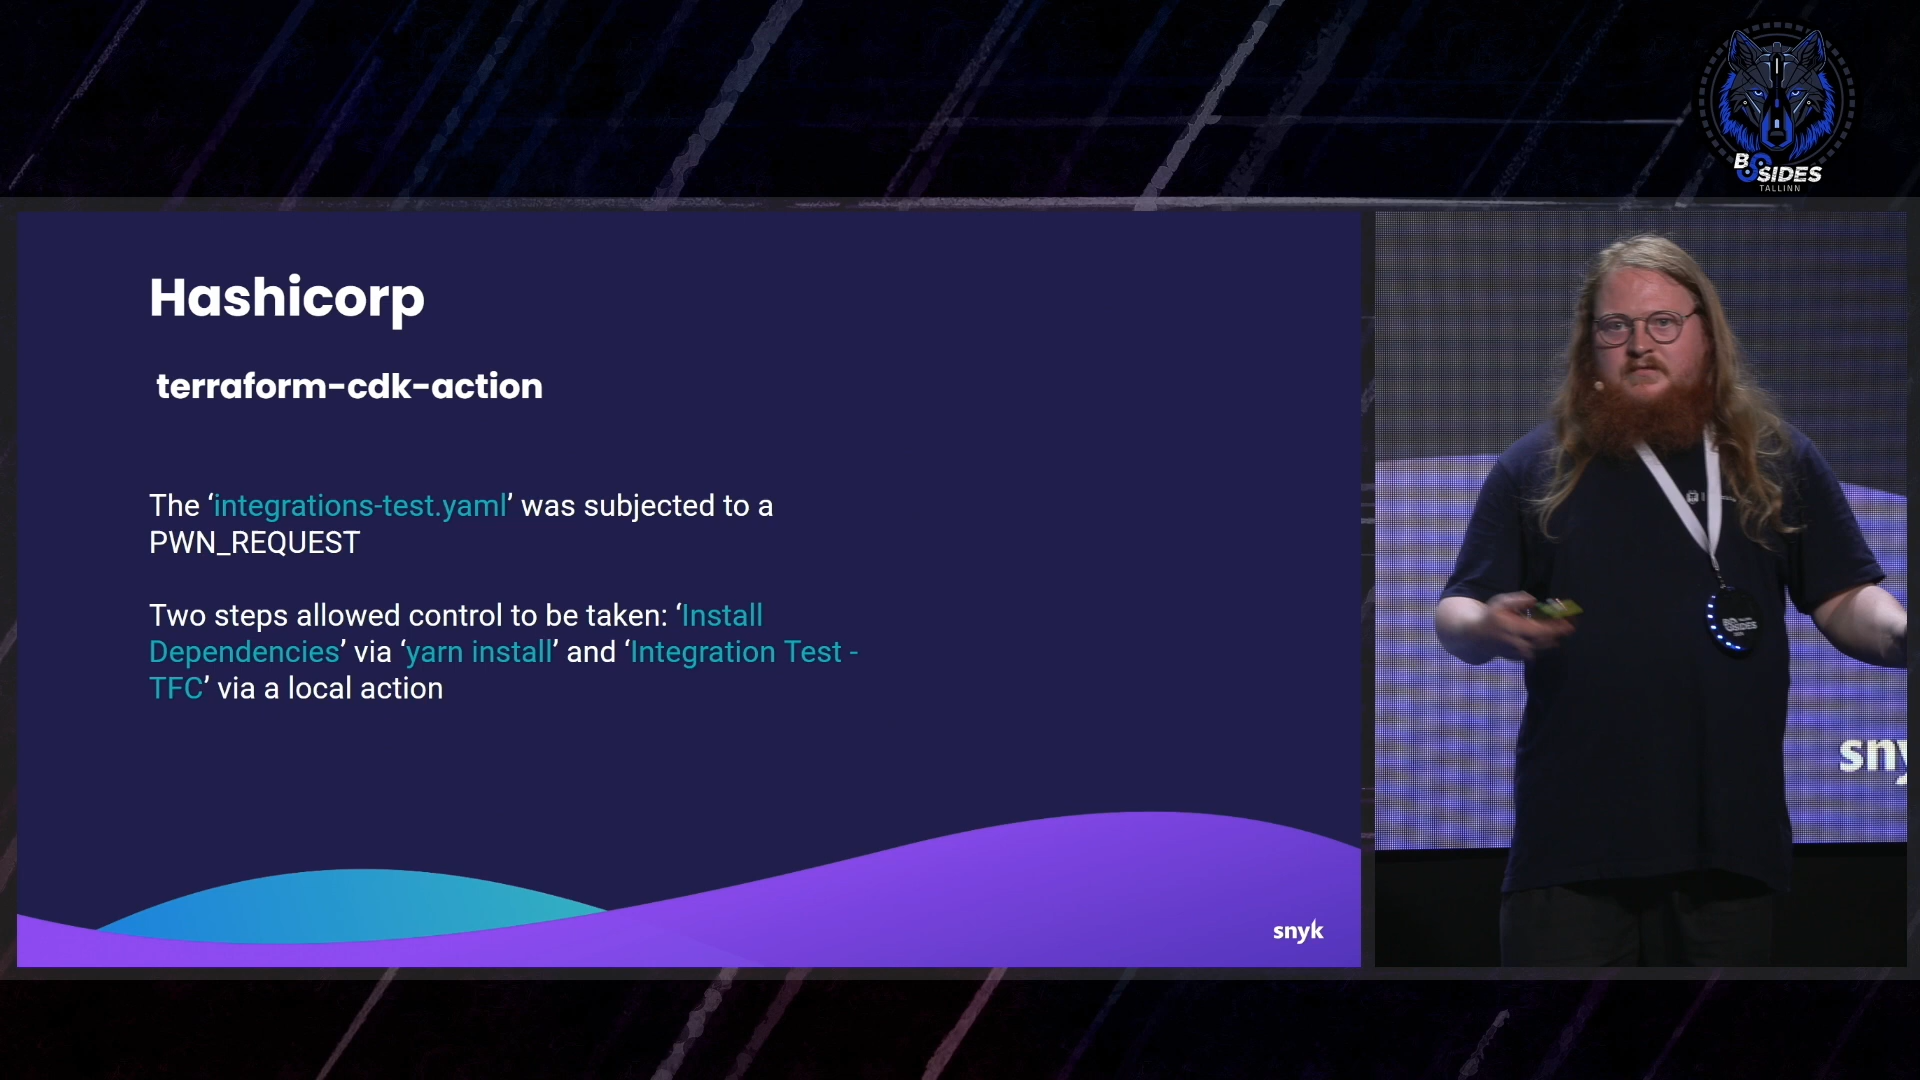 BSIDES
TALLINN
Hashicorp
terraform-cdk-action
The ‘integrations-test.yaml’ was subjected to a
PWN_REQUEST
Two steps allowed control to be taken: ‘Install
Dependencies’ via ‘yarn install’ and ‘Integration Test -
TFC’ via a local action
snyk
sny
BSIDES